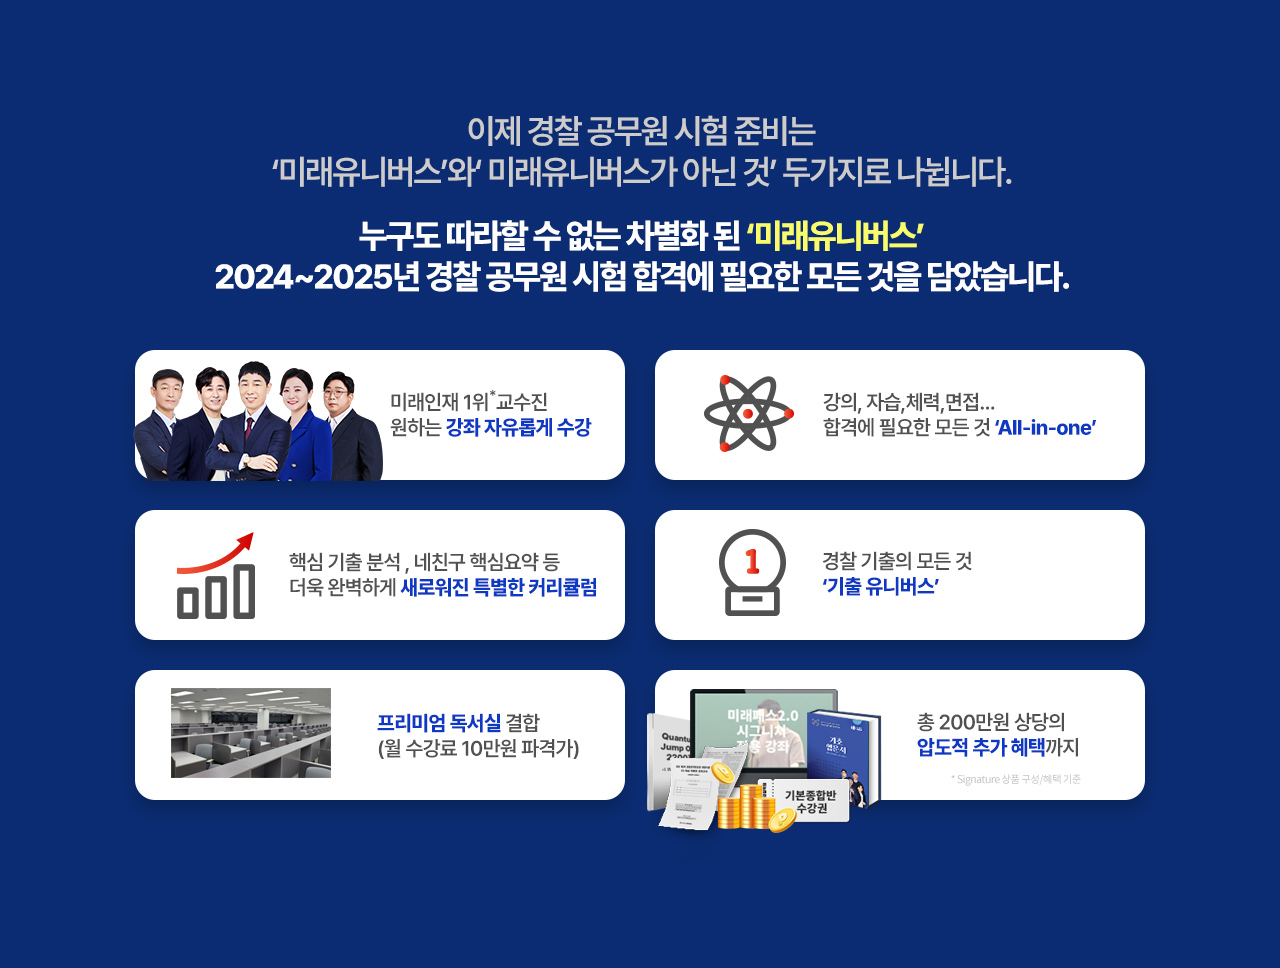 이제 경찰 공무원 시험 준비는
‘미래유니버스’와‘ 미래유니버스가 아닌 것’ 두가지로 나뉩니다.
누구도 따라할 수 없는 차별화 된 ‘미래유니버스’
2024~2025년 경찰 공무원 시험 합격에 필요한 모든 것을 담았습니다.
미래인재 1위*교수진
원하는 강좌 자유롭게 수강
강의, 자습,체력,면접...
합격에 필요한 모든 것 ‘All-in-one’
핵심 기출 분석 , 네친구 핵심요약 등
더욱 완벽하게 새로워진 특별한 커리큘럼
1
경찰 기출의 모든 것
‘기출 유니버스’
프리미엄 독서실 결합
(월 수강료 10만원 파격가)
미래패스2.0
시그니처
전용 강좌
Quantu
Jump
기본종합반
수강권
총 200만원 상당의
압도적 추가 혜택까지
* Signature 상품 구성/혜택 기준